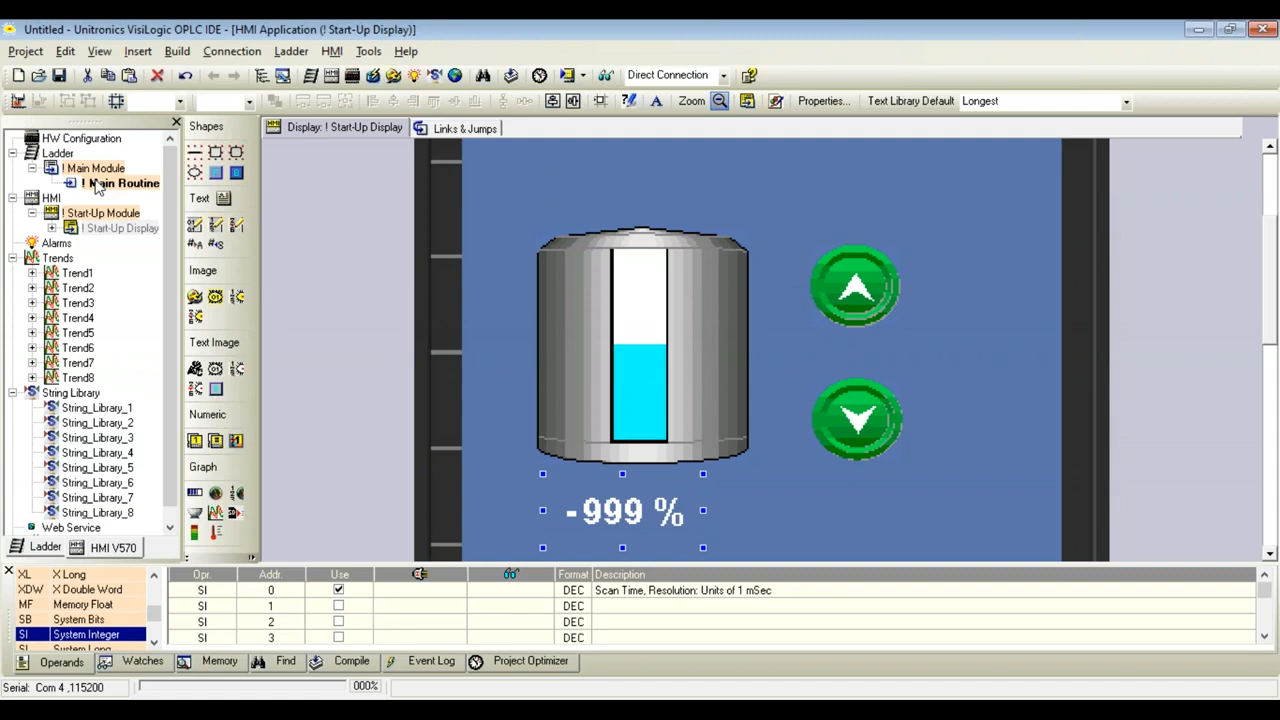 Untitled - Unitronics VisiLogic OPLC IDE - [HMI Application (! Start-Up Display)]
Project Edit View Insert Build Connection Ladder HMI Tools Help
Direct Connection
Zoom Properties... Text Library Default Longest
HW Configuration
Ladder
! Main Module
! Main Routine
HMI
! Start-Up Module
! Start-Up Display
Alarms
Trends
Trend1
Trend2
Trend3
Trend4
Trend5
Trend6
Trend7
Trend8
String Library
String_Library_1
String_Library_2
String_Library_3
String_Library_4
String_Library_5
String_Library_6
String_Library_7
String_Library_8
Web Service
Ladder HMI V570
Shapes
Text
Image
Text Image
Numeric
Graph
Display: ! Start-Up Display Links & Jumps
-999 %
XL X Long
XDW X Double Word
MF Memory Float
SB System Bits
SI System Integer
Opr. Addr. Use Format Description
SI 0 DEC Scan Time, Resolution: Units of 1 mSec
SI 1 DEC
SI 2 DEC
SI 3 DEC
Operands Watches Memory Find Compile Event Log Project Optimizer
Serial: Com 4 ,115200 000%